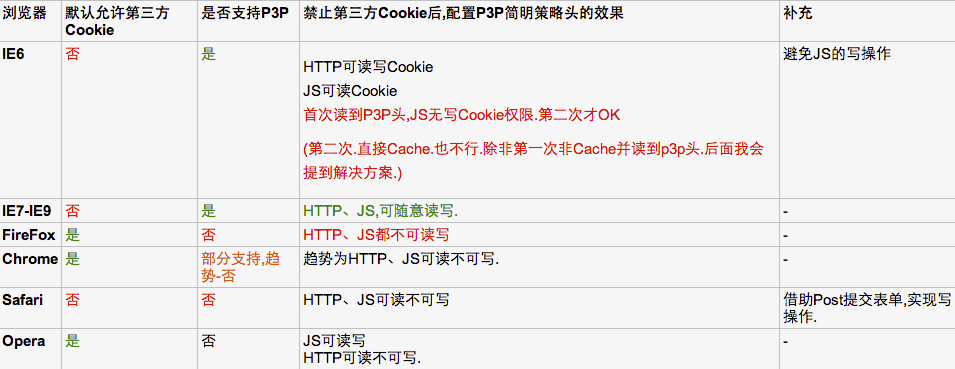 浏览器
默认允许第三方
Cookie
是否支持P3P
禁止第三方Cookie后,配置P3P简明策略头的效果
补充
IE6
否
是
HTTP可读写Cookie
JS可读Cookie
首次读到P3P头,JS无写Cookie权限.第二次才OK
(第二次.直接Cache.也不行.除非第一次非Cache并读到p3p头.后面我会
提到解决方案.)
避免JS的写操作
IE7-IE9
否
是
HTTP、JS,可随意读写.
-
FireFox
是
否
HTTP、JS都不可读写
-
Chrome
是
部分支持,趋
势-否
趋势为HTTP、JS可读不可写.
-
Safari
否
否
HTTP、JS可读不可写
借助Post提交表单,实现写
操作.
Opera
是
否
JS可读写
HTTP可读不可写.
-